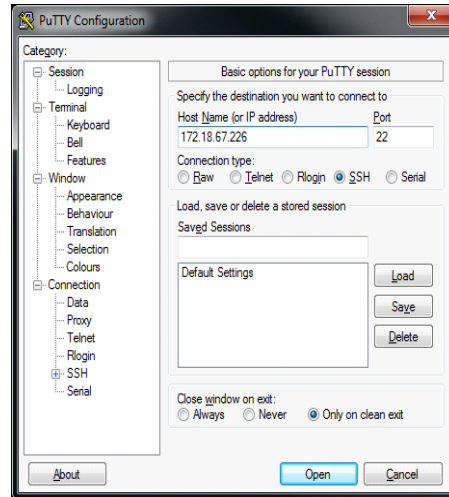 PuTTY Configuration
Category:
Session
Logging
Terminal
Keyboard
Bell
Features
Window
Appearance
Behaviour
Translation
Selection
Colours
Connection
Data
Proxy
Telnet
Rlogin
SSH
Serial
Basic options for your PuTTY session
Specify the destination you want to connect to
Host Name (or IP address) Port
172.18.67.226 22
Connection type:
Raw Telnet Rlogin SSH Serial
Load, save or delete a stored session
Saved Sessions
Default Settings
Load
Save
Delete
Close window on exit:
Always Never Only on clean exit
About Open Cancel